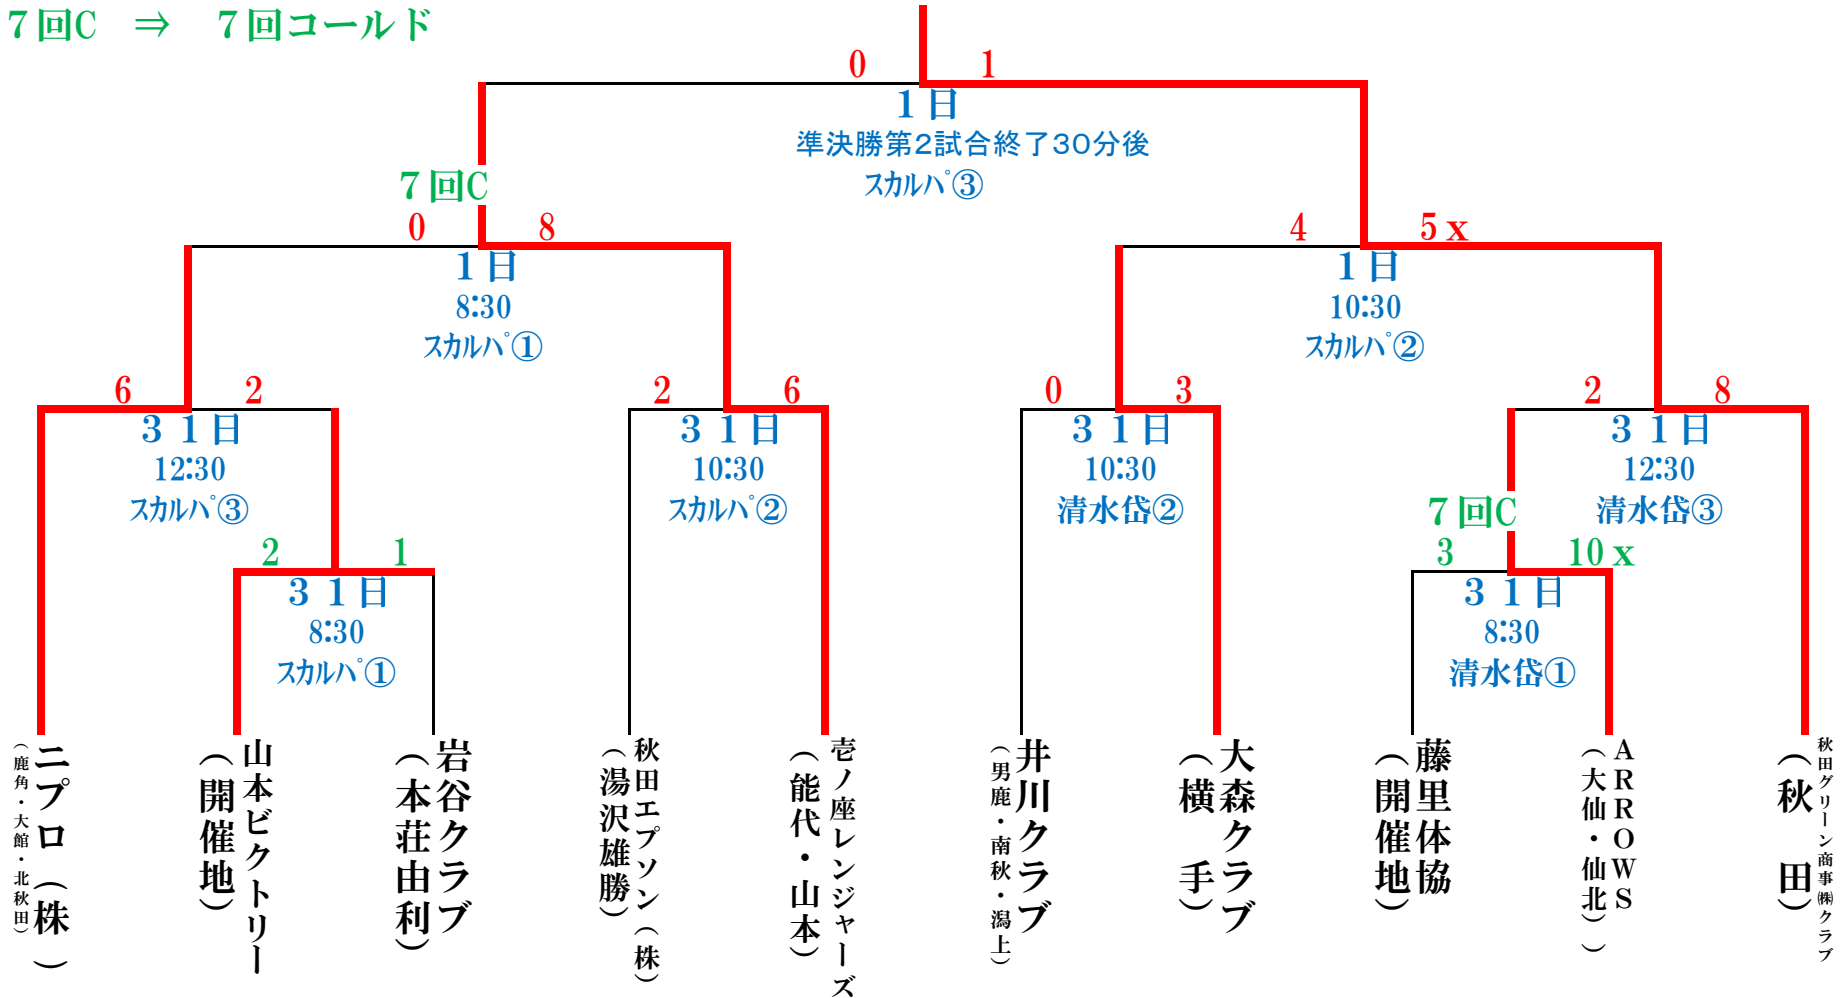 ７回C　⇒　７回コールド
0　1
１日
準決勝第2試合終了30分後
スカルパ③
７回C
0　8
１日
8:30
スカルパ①
4　5ｘ
１日
10:30
スカルパ②
6　2
３１日
12:30
スカルパ③
2　6
３１日
10:30
スカルパ②
0　3
３１日
10:30
清水岱②
2　8
３１日
12:30
清水岱③
2　1
３１日
8:30
スカルパ①
７回C
3　10ｘ
３１日
8:30
清水岱①
ニプロ（株）
（鹿角・大館・北秋田）
山本ビクトリー
（開催地）
岩谷クラブ
（本荘由利）
秋田エプソン（株）
（湯沢雄勝）
壱ノ座レンジャーズ
（能代・山本）
井川クラブ
（男鹿・南秋・潟上）
大森クラブ
（横　手）
藤里体協
（開催地）
ＡＲＲＯＷＳ
（大仙・仙北））
秋田グリーン商事㈱クラブ
（秋　田）